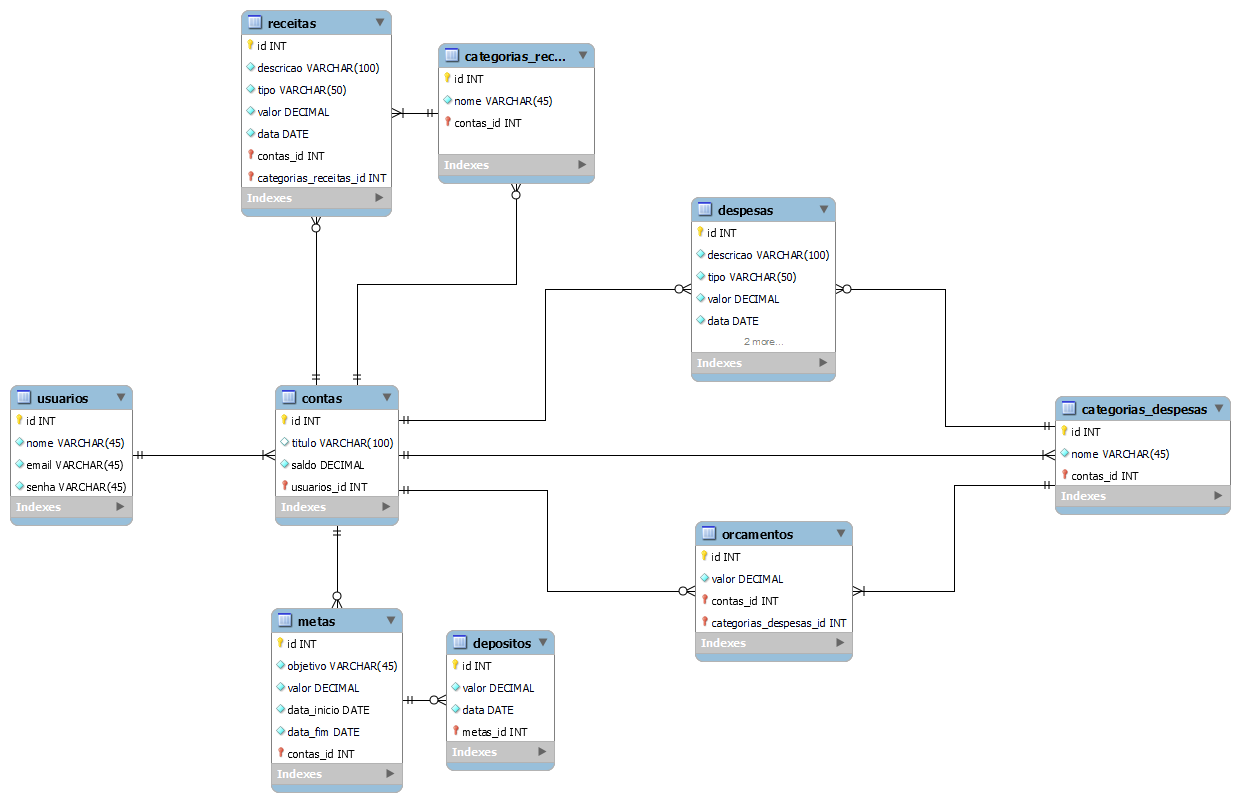 receitas
id INT
descricao VARCHAR(100)
tipo VARCHAR(50)
valor DECIMAL
data DATE
contas_id INT
categorias_receitas_id INT
Indexes
categorias_rec...
id INT
nome VARCHAR(45)
contas_id INT
Indexes
despesas
id INT
descricao VARCHAR(100)
tipo VARCHAR(50)
valor DECIMAL
data DATE
2 more...
Indexes
usuarios
id INT
nome VARCHAR(45)
email VARCHAR(45)
senha VARCHAR(45)
Indexes
contas
id INT
titulo VARCHAR(100)
saldo DECIMAL
usuarios_id INT
Indexes
categorias_despesas
id INT
nome VARCHAR(45)
contas_id INT
Indexes
orcamentos
id INT
valor DECIMAL
contas_id INT
categorias_despesas_id INT
Indexes
metas
id INT
objetivo VARCHAR(45)
valor DECIMAL
data_inicio DATE
data_fim DATE
contas_id INT
Indexes
depositos
id INT
valor DECIMAL
data DATE
metas_id INT
Indexes